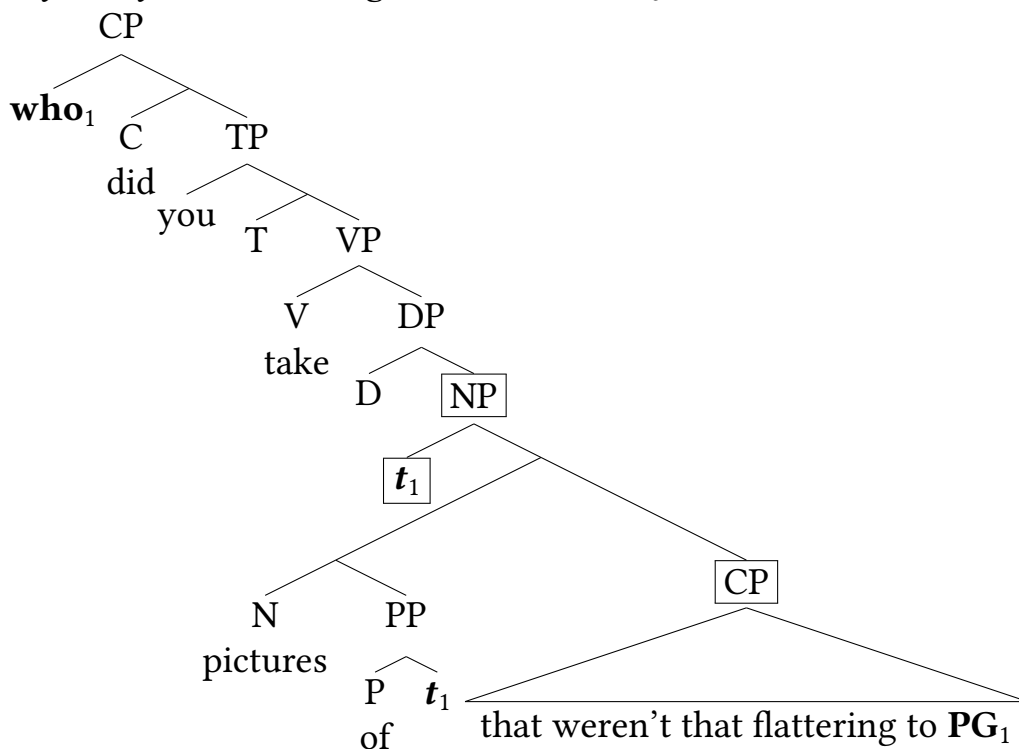 CP
who₁
C TP
did
you
T VP
V DP
take
D NP
t₁
CP
N PP
pictures
P t₁
of that weren't that flattering to PG₁